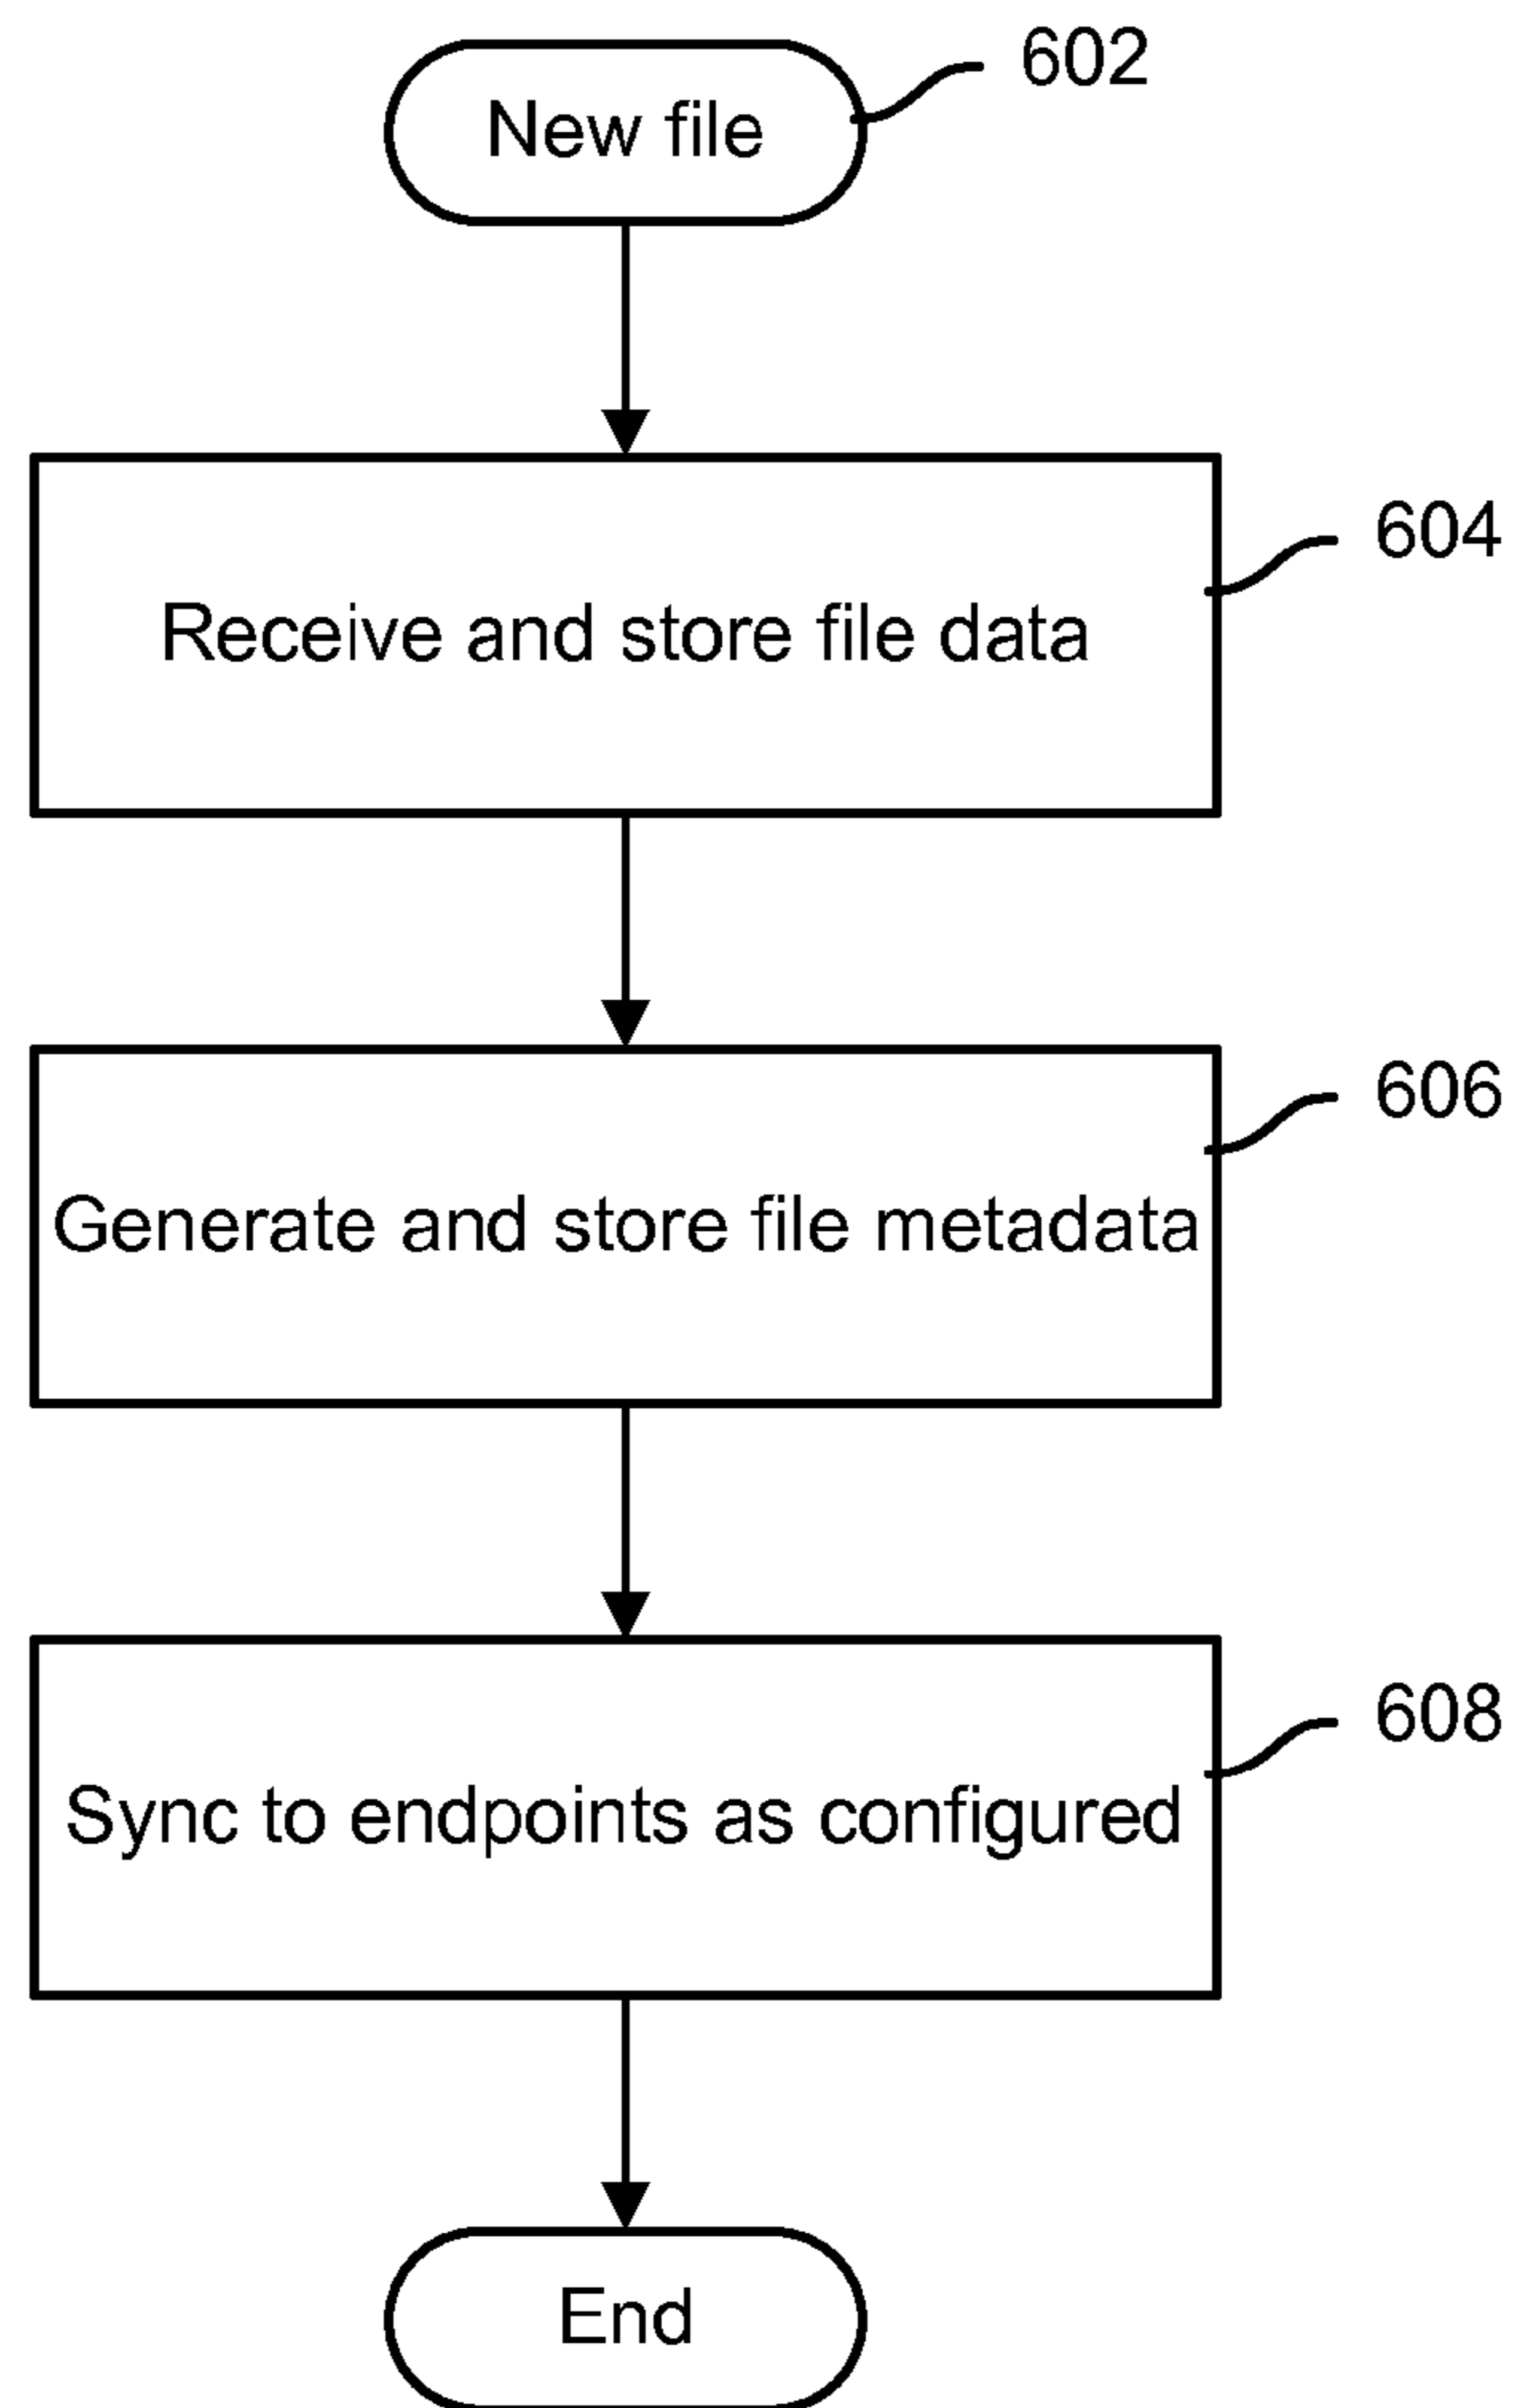 New file
602
Receive and store file data
604
Generate and store file metadata
606
Sync to endpoints as configured
608
End